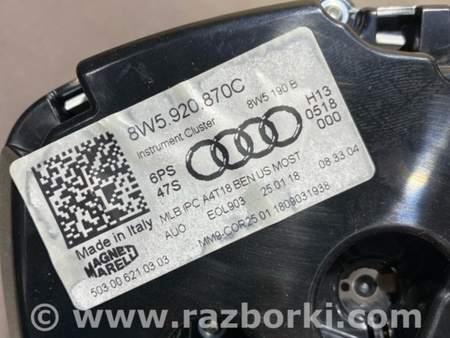 8W5.920.870C
Instrument Cluster 8W5 190 B
H13
0518
000
6PS
47S
MLB IPC A4T18 BEN US MOST
AUO EOL903 25.01.18 08.33.04
MM9.COR25 01 1809031938
Made in Italy
MAGNETI
MARELLI
503.00.621.03.03
www.razborki.com